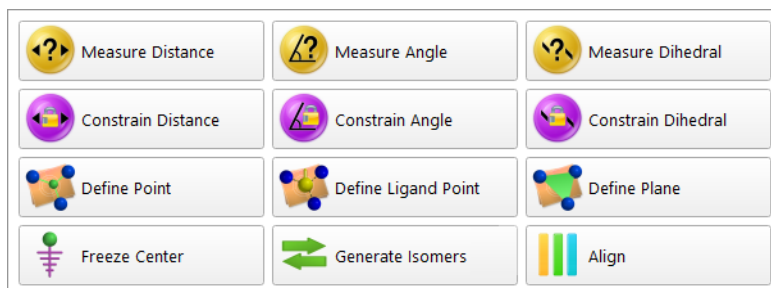 Measure Distance
Measure Angle
Measure Dihedral
Constrain Distance
Constrain Angle
Constrain Dihedral
Define Point
Define Ligand Point
Define Plane
Freeze Center
Generate Isomers
Align